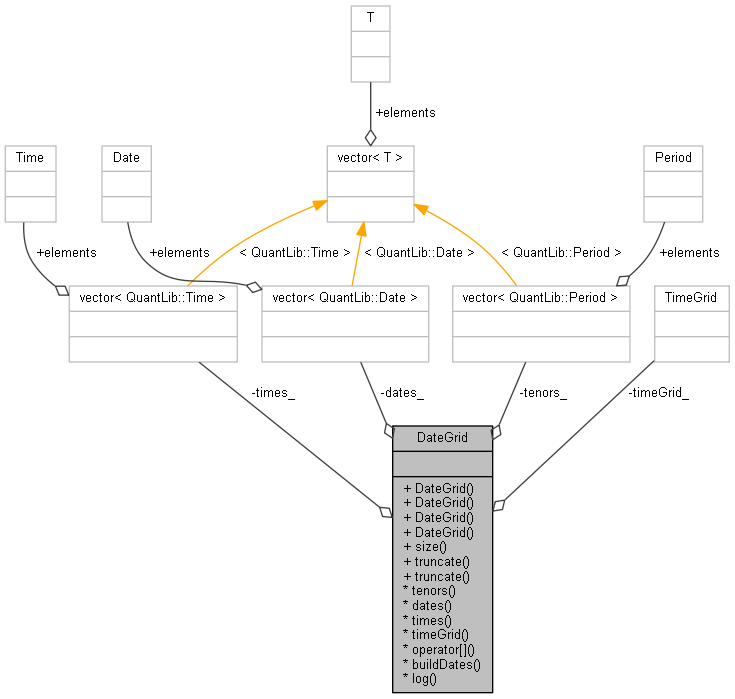 T
+elements
Time
Date
vector< T >
Period
+elements
+elements
< QuantLib::Time >
< QuantLib::Date >
< QuantLib::Period >
+elements
vector< QuantLib::Time >
vector< QuantLib::Date >
vector< QuantLib::Period >
TimeGrid
-times_
-dates_
-tenors_
-timeGrid_
DateGrid
+ DateGrid()
+ DateGrid()
+ DateGrid()
+ DateGrid()
+ size()
+ truncate()
+ truncate()
* tenors()
* dates()
* times()
* timeGrid()
* operator[]()
* buildDates()
* log()